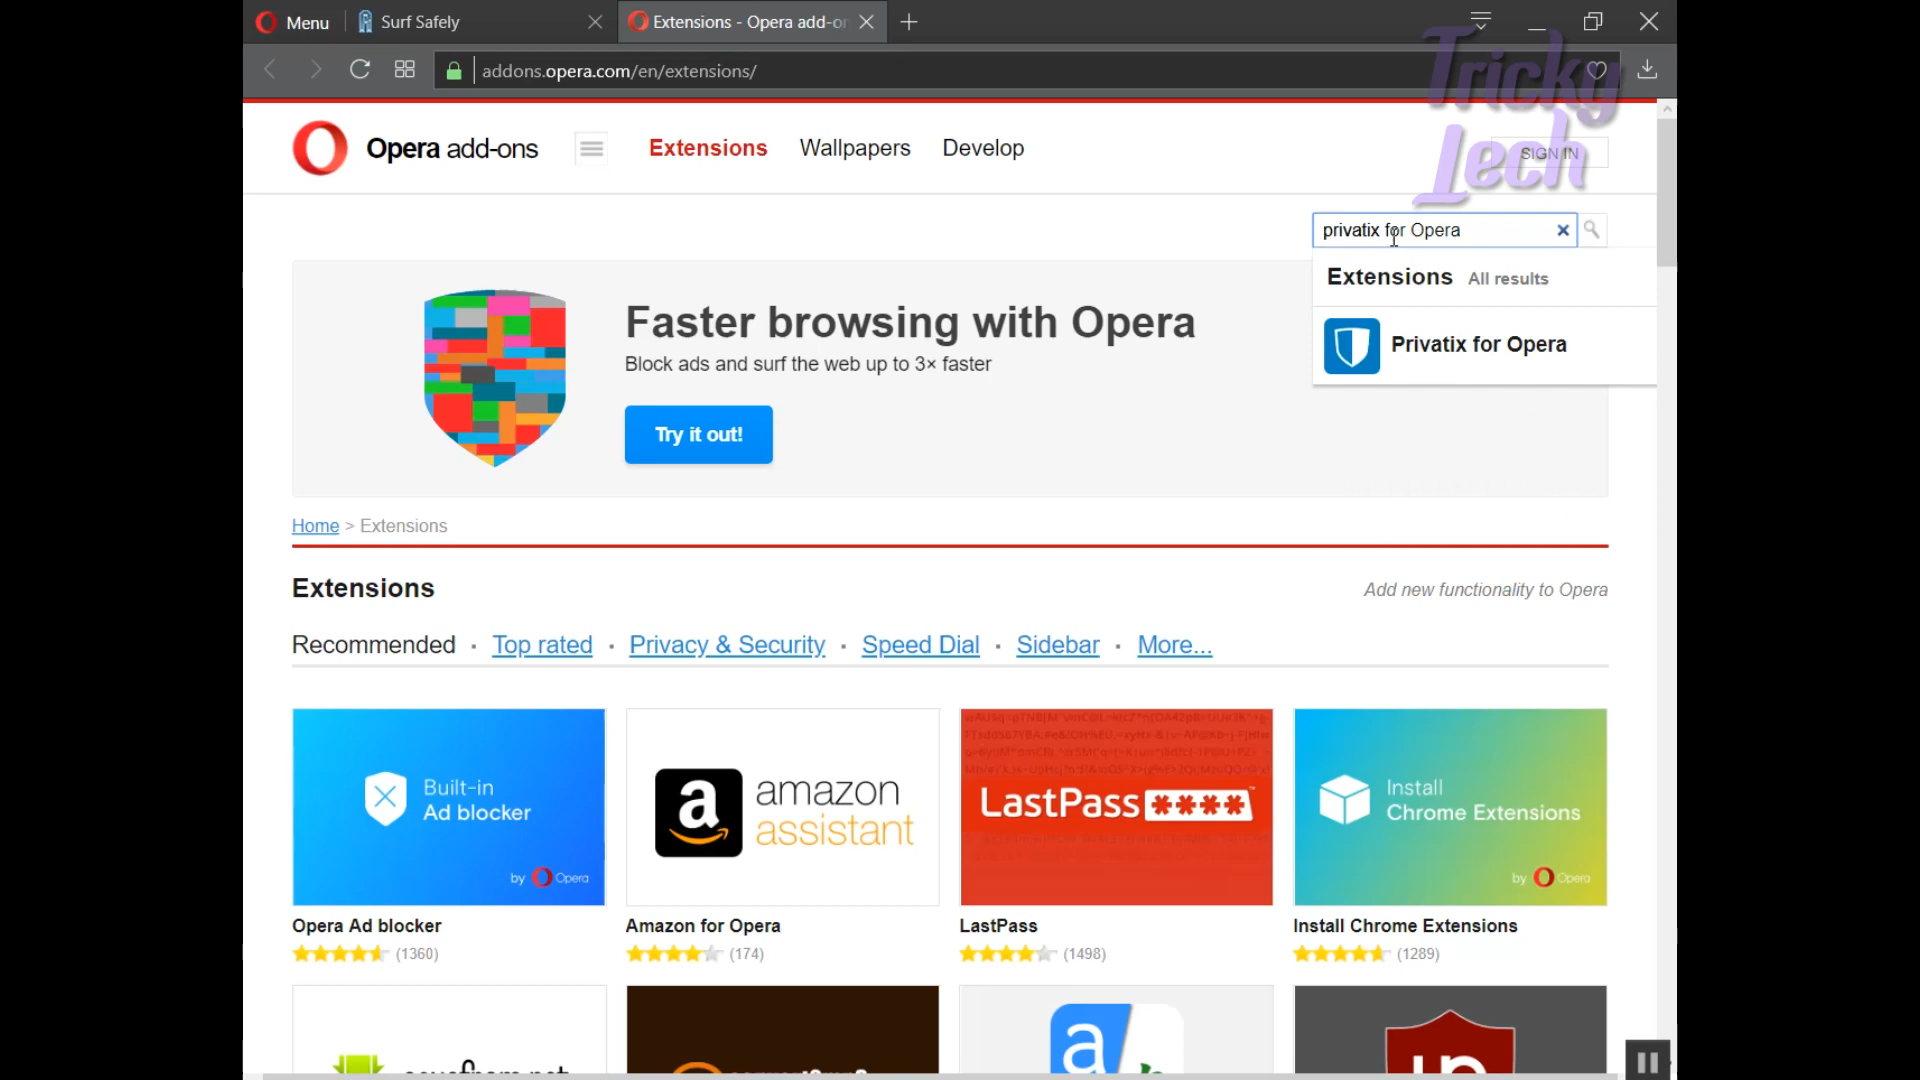 Menu
Surf Safely
Extensions - Opera add-or
addons.opera.com/en/extensions/
Tricky
Tech
Opera add-ons
Extensions
Wallpapers
Develop
SIGN IN
privatix for Opera
Extensions All results
Privatix for Opera
Faster browsing with Opera
Block ads and surf the web up to 3× faster
Try it out!
Home > Extensions
Extensions
Add new functionality to Opera
Recommended · Top rated · Privacy & Security · Speed Dial · Sidebar · More...
Built-in
Ad blocker
by Opera
amazon
assistant
LastPass ****
Install
Chrome Extensions
by Opera
Opera Ad blocker
(1360)
Amazon for Opera
(174)
LastPass
(1498)
Install Chrome Extensions
(1289)